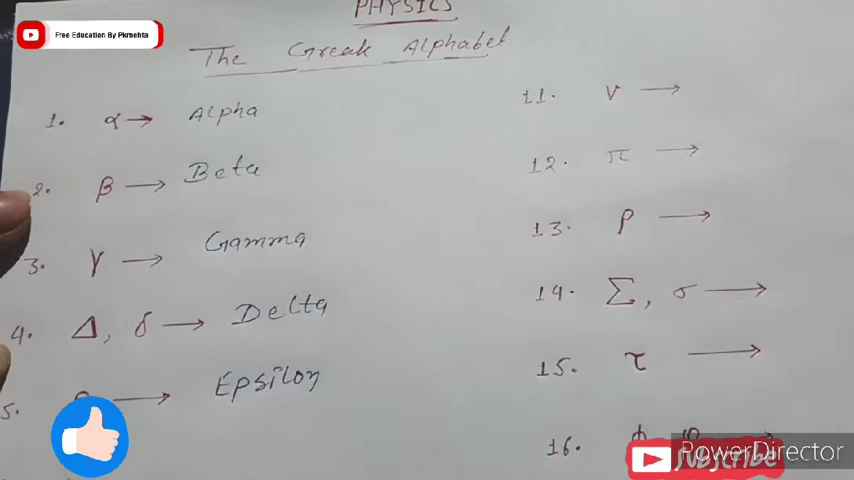 PHYSICS
Free Education By Pkmehta
The Greak Alphabet
1. α → Alpha
2. β → Beta
3. γ → Gamma
4. Δ, δ → Delta
5. → Epsilon
11. ν →
12. π →
13. ρ →
14. Σ, σ →
15. τ →
16. →
SUBSCRIBE
PowerDirector